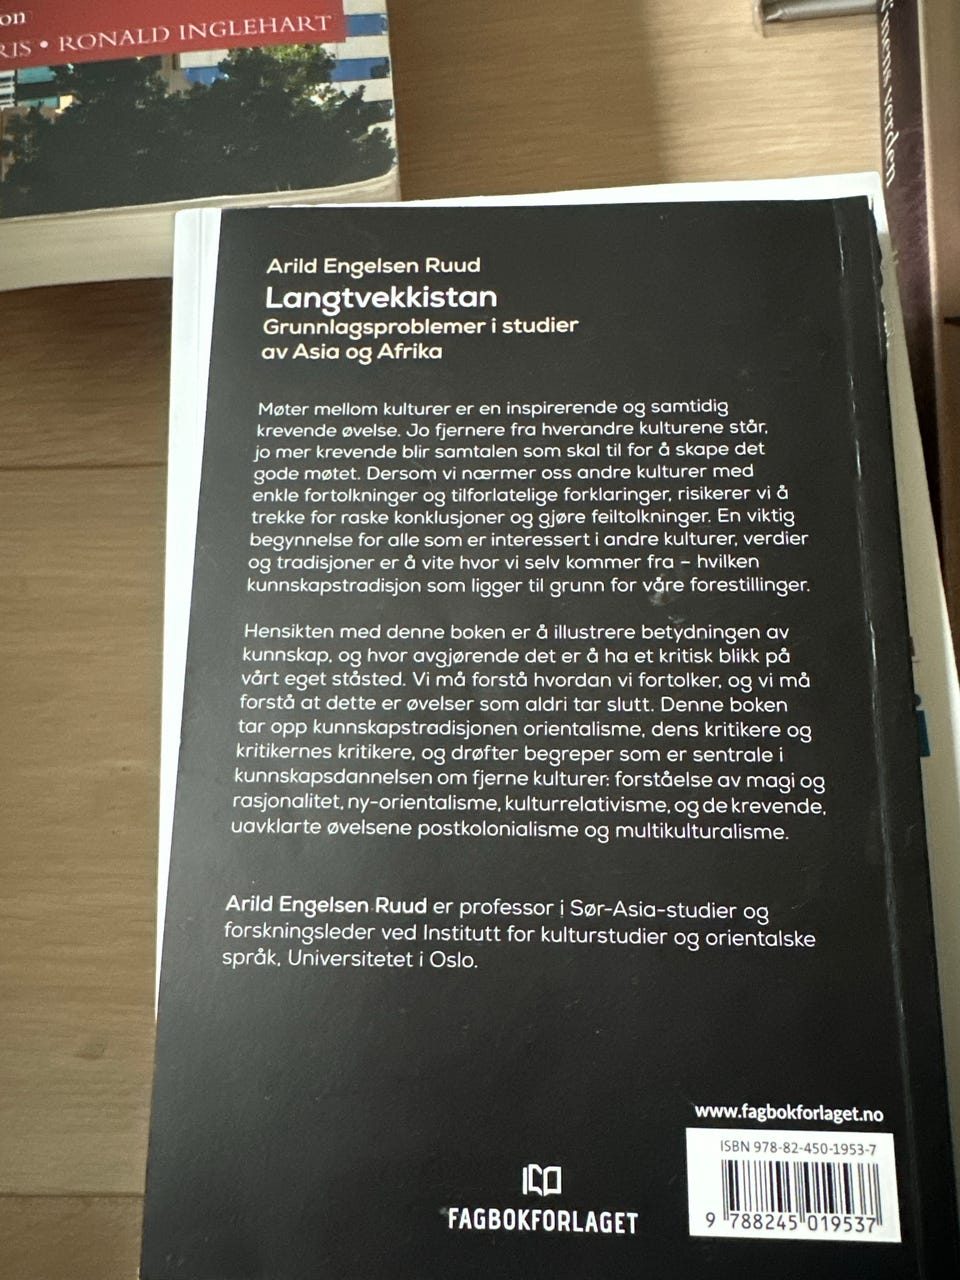 on
RIS • RONALD INGLEHART
mens verden
Arild Engelsen Ruud
Langtvekkistan
Grunnlagsproblemer i studier
av Asia og Afrika
Møter mellom kulturer er en inspirerende og samtidig
krevende øvelse. Jo fjernere fra hverandre kulturene står,
jo mer krevende blir samtalen som skal til for å skape det
gode møtet. Dersom vi nærmer oss andre kulturer med
enkle fortolkninger og tilforlatelige forklaringer, risikerer vi å
trekke for raske konklusjoner og gjøre feiltolkninger. En viktig
begynnelse for alle som er interessert i andre kulturer, verdier
og tradisjoner er å vite hvor vi selv kommer fra – hvilken
kunnskapstradisjon som ligger til grunn for våre forestillinger.
Hensikten med denne boken er å illustrere betydningen av
kunnskap, og hvor avgjørende det er å ha et kritisk blikk på
vårt eget ståsted. Vi må forstå hvordan vi fortolker, og vi må
forstå at dette er øvelser som aldri tar slutt. Denne boken
tar opp kunnskapstradisjonen orientalisme, dens kritikere og
kritikernes kritikere, og drøfter begreper som er sentrale i
kunnskapsdannelsen om fjerne kulturer: forståelse av magi og
rasjonalitet, ny-orientalisme, kulturrelativisme, og de krevende,
uavklarte øvelsene postkolonialisme og multikulturalisme.
Arild Engelsen Ruud er professor i Sør-Asia-studier og
forskningsleder ved Institutt for kulturstudier og orientalske
språk, Universitetet i Oslo.
www.fagbokforlaget.no
ISBN 978-82-450-1953-7
9 788245 019537
FAGBOKFORLAGET